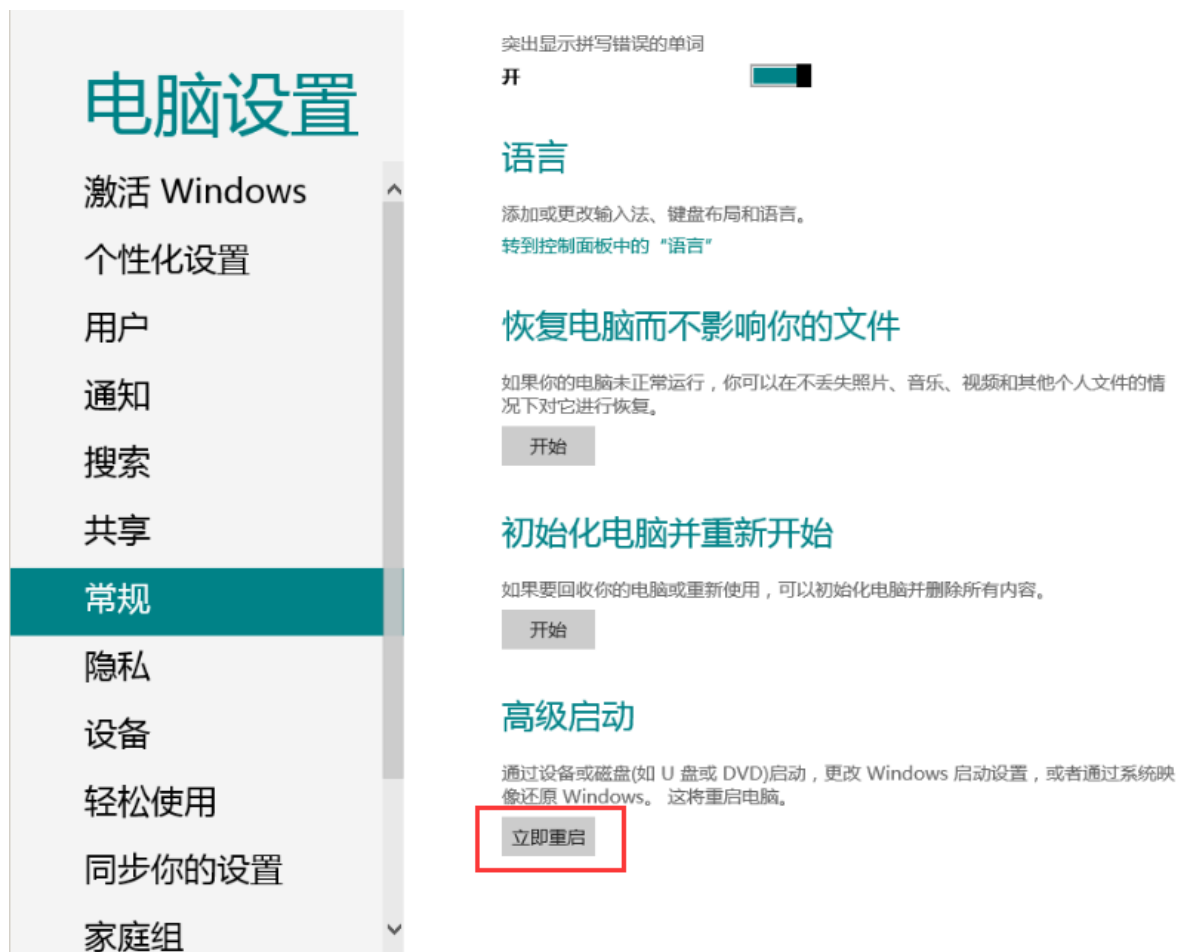 电脑设置
激活 Windows
个性化设置
用户
通知
搜索
共享
常规
隐私
设备
轻松使用
同步你的设置
家庭组
突出显示拼写错误的单词
开
语言
添加或更改输入法、键盘布局和语言。
转到控制面板中的“语言”
恢复电脑而不影响你的文件
如果你的电脑未正常运行，你可以在不丢失照片、音乐、视频和其他个人文件的情
况下对它进行恢复。
开始
初始化电脑并重新开始
如果要回收你的电脑或重新使用，可以初始化电脑并删除所有内容。
开始
高级启动
通过设备或磁盘(如 U 盘或 DVD)启动，更改 Windows 启动设置，或者通过系统映
像还原 Windows。 这将重启电脑。
立即重启